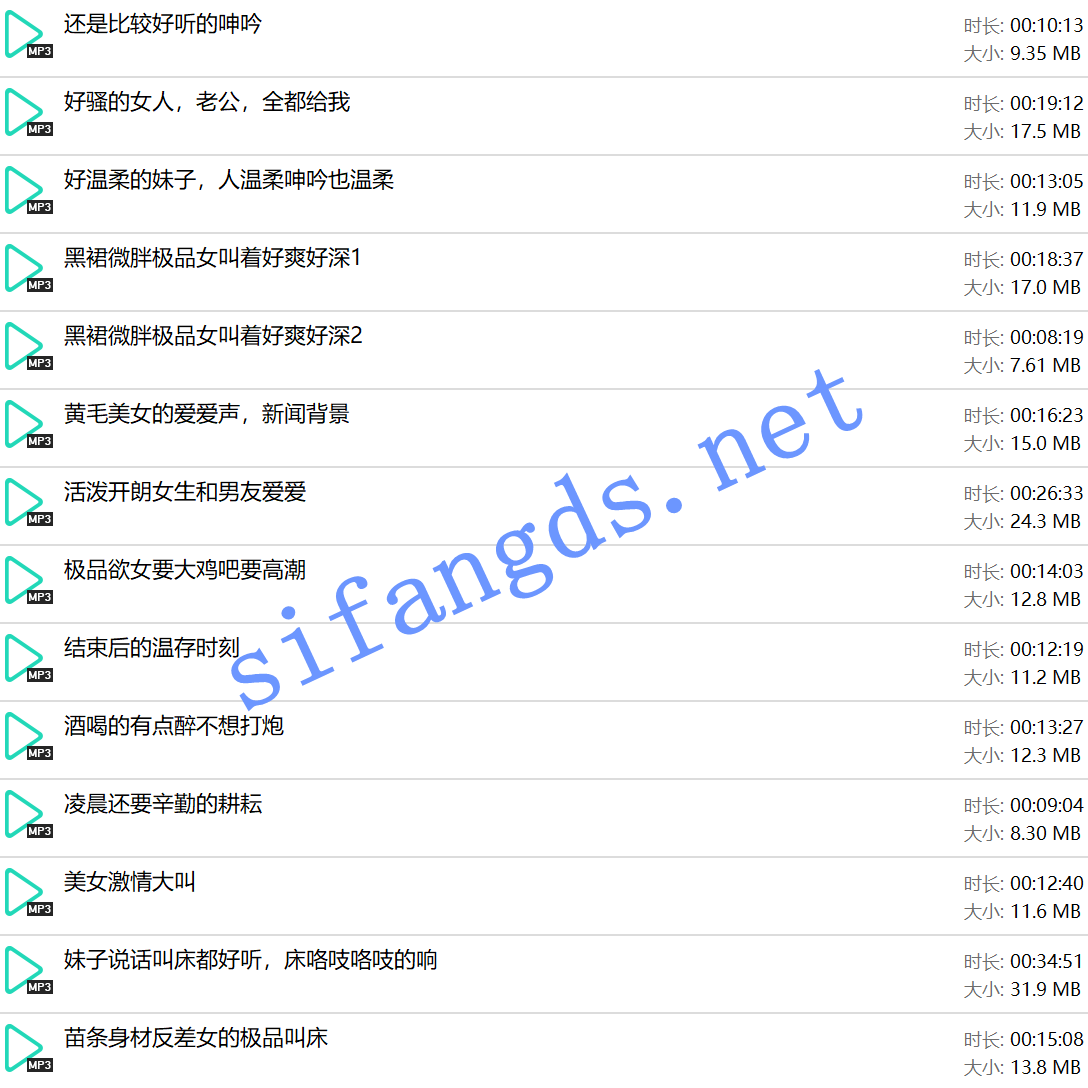 还是比较好听的呻吟
时长: 00:10:13
MP3
大小: 9.35 MB
好骚的女人，老公，全都给我
时长: 00:19:12
MP3
大小: 17.5 MB
好温柔的妹子，人温柔呻吟也温柔
时长: 00:13:05
MP3
大小: 11.9 MB
黑裙微胖极品女叫着好爽好深1
时长: 00:18:37
MP3
大小: 17.0 MB
黑裙微胖极品女叫着好爽好深2
时长: 00:08:19
MP3
大小: 7.61 MB
黄毛美女的爱爱声，新闻背景
时长: 00:16:23
MP3
大小: 15.0 MB
活泼开朗女生和男友爱爱
时长: 00:26:33
MP3
大小: 24.3 MB
极品欲女要大鸡吧要高潮
时长: 00:14:03
MP3
大小: 12.8 MB
结束后的温存时刻
时长: 00:12:19
MP3
大小: 11.2 MB
酒喝的有点醉不想打炮
时长: 00:13:27
MP3
大小: 12.3 MB
凌晨还要辛勤的耕耘
时长: 00:09:04
MP3
大小: 8.30 MB
美女激情大叫
时长: 00:12:40
MP3
大小: 11.6 MB
妹子说话叫床都好听，床咯吱咯吱的响
时长: 00:34:51
MP3
大小: 31.9 MB
苗条身材反差女的极品叫床
时长: 00:15:08
MP3
大小: 13.8 MB
sifangds.net